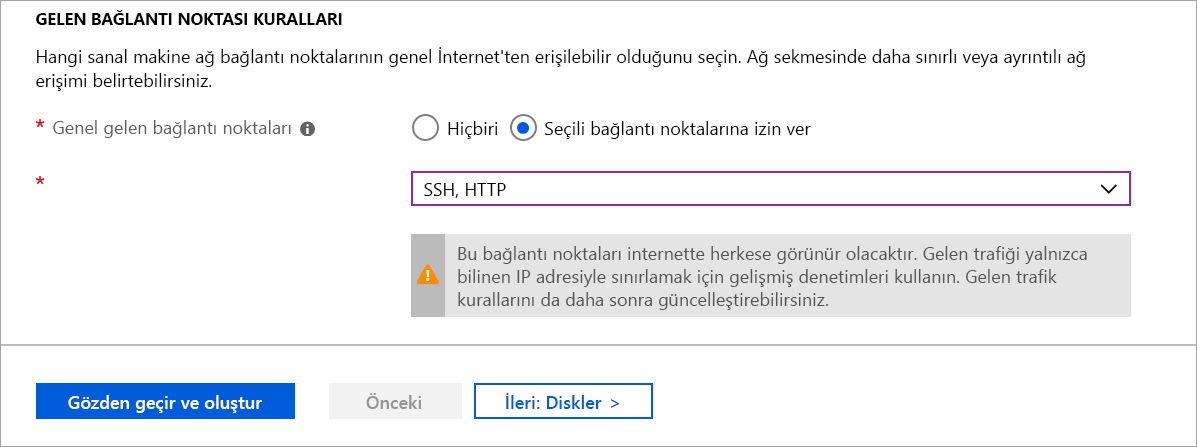 GELEN BAĞLANTI NOKTASI KURALLARI
Hangi sanal makine ağ bağlantı noktalarının genel İnternet'ten erişilebilir olduğunu seçin. Ağ sekmesinde daha sınırlı veya ayrıntılı ağ
erişimi belirtebilirsiniz.
* Genel gelen bağlantı noktaları Hiçbiri Seçili bağlantı noktalarına izin ver
* SSH, HTTP
Bu bağlantı noktaları internette herkese görünür olacaktır. Gelen trafiği yalnızca
bilinen IP adresiyle sınırlamak için gelişmiş denetimleri kullanın. Gelen trafik
kurallarını da daha sonra güncelleştirebilirsiniz.
Gözden geçir ve oluştur Önceki İleri: Diskler >